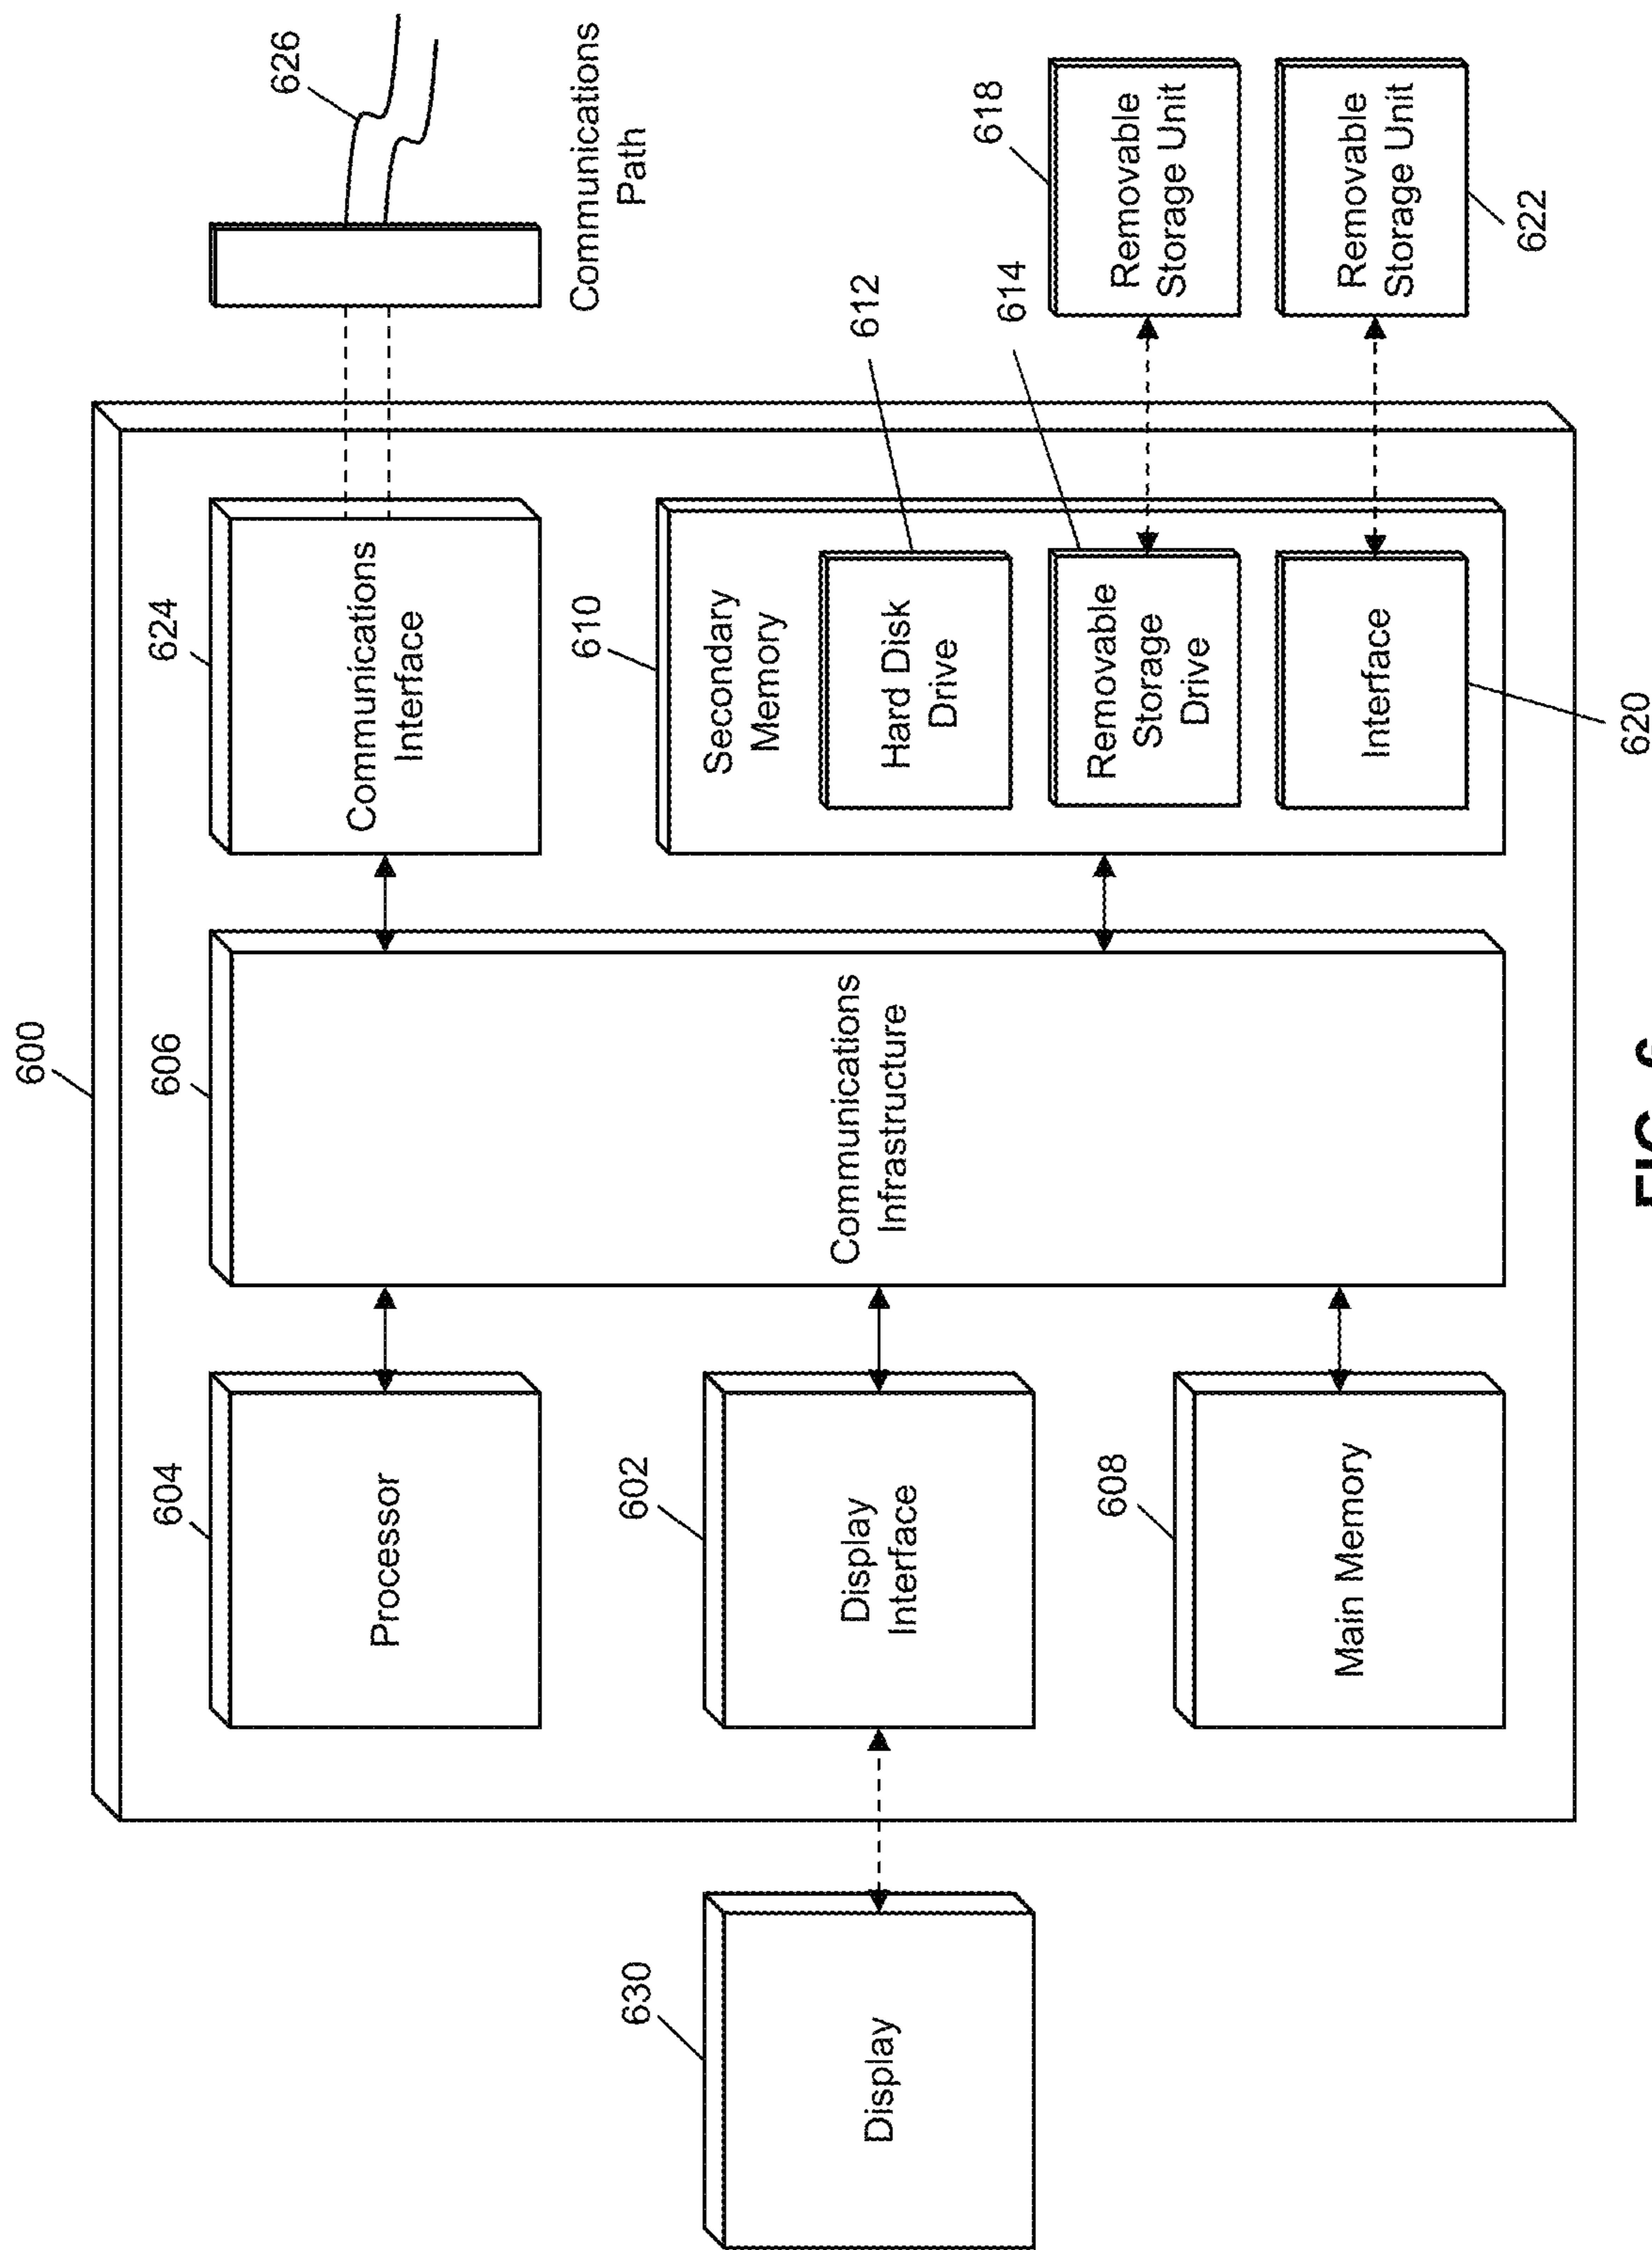 600
604
606
624
626
Processor
Communications
Interface
Communications
Path
630
602
610
Display
Display
Interface
Communications
Infrastructure
Secondary
Memory
612
Hard Disk
Drive
614
618
608
Removable
Storage
Drive
Removable
Storage Unit
Main Memory
Interface
Removable
Storage Unit
620
622
FIG. 6